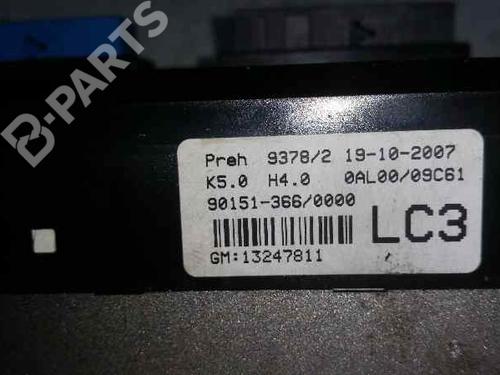 B-PARTS
Preh 9378/2 19-10-2007
K5.0 H4.0 0AL00/09C61
90151-366/0000
LC3
GM:13247811